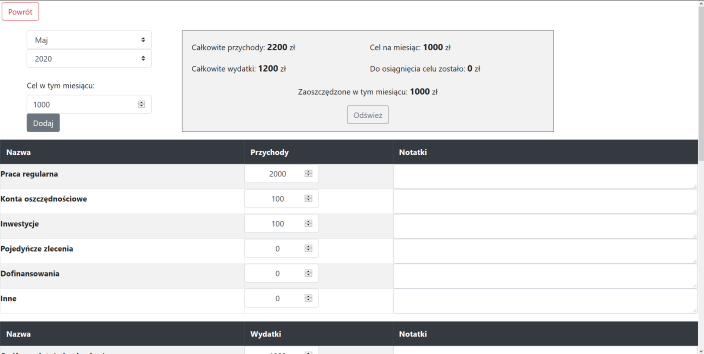 Powrót
Maj
2020
Cel w tym miesiącu:
1000
Dodaj
Całkowite przychody: 2200 zł
Cel na miesiąc: 1000 zł
Całkowite wydatki: 1200 zł
Do osiągnięcia celu zostało: 0 zł
Zaoszczędzone w tym miesiącu: 1000 zł
Odśwież
Nazwa Przychody Notatki
Praca regularna 2000
Konta oszczędnościowe 100
Inwestycje 100
Pojedyńcze zlecenia 0
Dofinansowania 0
Inne 0
Nazwa Wydatki Notatki